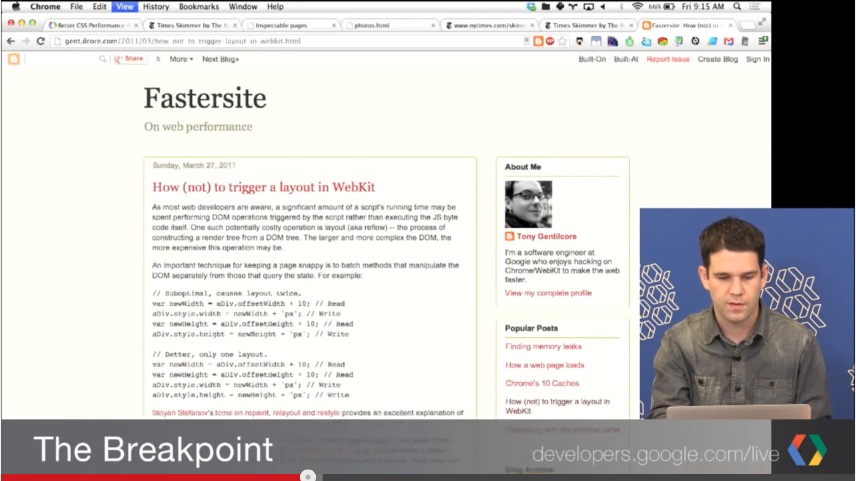 Chrome File Edit View History Bookmarks Window Help
66% Fri 9:15 AM
Better CSS Performance
Times Skimmer by The N
Inspectable pages
photos.html
www.nytimes.com/skim
Times Skimmer by The N
Fastersite: How (not) to t
gent.ilcore.com/2011/03/how-not-to-trigger-layout-in-webkit.html
Share 8 More Next Blog» Built-On Built-At Report Issue Create Blog Sign In
Fastersite
On web performance
Sunday, March 27, 2011
How (not) to trigger a layout in WebKit
As most web developers are aware, a significant amount of a script's running time may be
spent performing DOM operations triggered by the script rather than executing the JS byte
code itself. One such potentially costly operation is layout (aka reflow) -- the process of
constructing a render tree from a DOM tree. The larger and more complex the DOM, the
more expensive this operation may be.
An important technique for keeping a page snappy is to batch methods that manipulate the
DOM separately from those that query the state. For example:
// Suboptimal, causes layout twice.
var newWidth = aDiv.offsetWidth + 10; // Read
aDiv.style.width = newWidth + 'px'; // Write
var newHeight = aDiv.offsetHeight + 10; // Read
aDiv.style.height = newHeight + 'px'; // Write
// Better, only one layout.
var newWidth = aDiv.offsetWidth + 10; // Read
var newHeight = aDiv.offsetHeight + 10; // Read
aDiv.style.width = newWidth + 'px'; // Write
aDiv.style.height = newHeight + 'px'; // Write
Stoyan Stefanov's tome on repaint, relayout and restyle provides an excellent explanation of
About Me
Tony Gentilcore
I'm a software engineer at
Google who enjoys hacking on
Chrome/WebKit to make the web
faster.
View my complete profile
Popular Posts
Finding memory leaks
How a web page loads
Chrome's 10 Caches
How (not) to trigger a layout in
WebKit
Blog Archive
The Breakpoint
developers.google.com/live